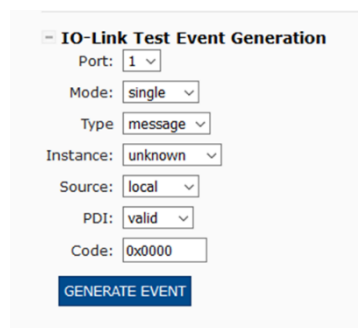 IO-Link Test Event Generation
Port: 1
Mode: single
Type message
Instance: unknown
Source: local
PDI: valid
Code: 0x0000
GENERATE EVENT